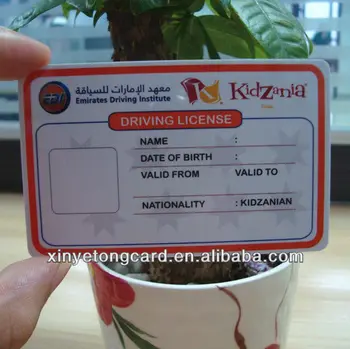 معهد الإمارات للسياقة
Emirates Driving Institute
KidZania
DRIVING LICENSE
NAME :
DATE OF BIRTH :
VALID FROM VALID TO
NATIONALITY : KIDZANIAN
xinyetongcard.en.alibaba.com